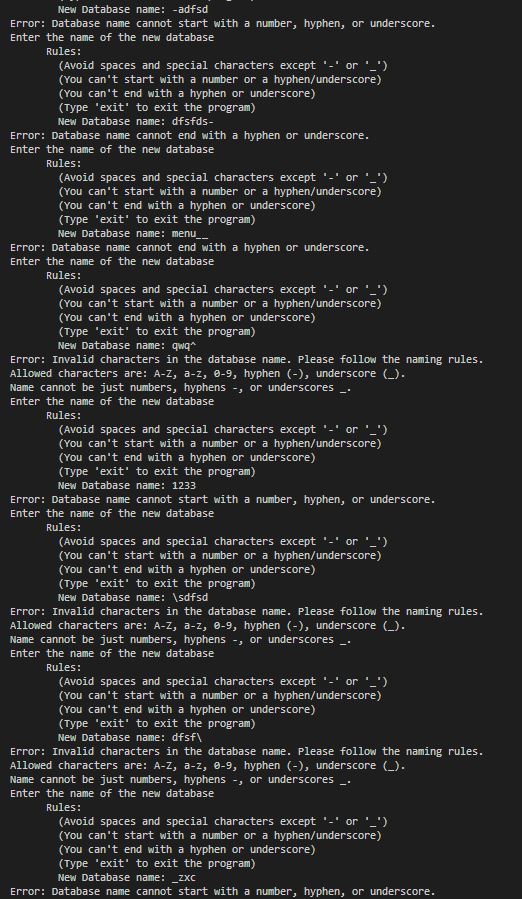 New Database name: -adfsd
Error: Database name cannot start with a number, hyphen, or underscore.
Enter the name of the new database
Rules:
(Avoid spaces and special characters except '-' or '_')
(You can't start with a number or a hyphen/underscore)
(You can't end with a hyphen or underscore)
(Type 'exit' to exit the program)
New Database name: dfsfds-
Error: Database name cannot end with a hyphen or underscore.
Enter the name of the new database
Rules:
(Avoid spaces and special characters except '-' or '_')
(You can't start with a number or a hyphen/underscore)
(You can't end with a hyphen or underscore)
(Type 'exit' to exit the program)
New Database name: menu__
Error: Database name cannot end with a hyphen or underscore.
Enter the name of the new database
Rules:
(Avoid spaces and special characters except '-' or '_')
(You can't start with a number or a hyphen/underscore)
(You can't end with a hyphen or underscore)
(Type 'exit' to exit the program)
New Database name: qwq^
Error: Invalid characters in the database name. Please follow the naming rules.
Allowed characters are: A-Z, a-z, 0-9, hyphen (-), underscore (_).
Name cannot be just numbers, hyphens -, or underscores _.
Enter the name of the new database
Rules:
(Avoid spaces and special characters except '-' or '_')
(You can't start with a number or a hyphen/underscore)
(You can't end with a hyphen or underscore)
(Type 'exit' to exit the program)
New Database name: 1233
Error: Database name cannot start with a number, hyphen, or underscore.
Enter the name of the new database
Rules:
(Avoid spaces and special characters except '-' or '_')
(You can't start with a number or a hyphen/underscore)
(You can't end with a hyphen or underscore)
(Type 'exit' to exit the program)
New Database name: \sdfsd
Error: Invalid characters in the database name. Please follow the naming rules.
Allowed characters are: A-Z, a-z, 0-9, hyphen (-), underscore (_).
Name cannot be just numbers, hyphens -, or underscores _.
Enter the name of the new database
Rules:
(Avoid spaces and special characters except '-' or '_')
(You can't start with a number or a hyphen/underscore)
(You can't end with a hyphen or underscore)
(Type 'exit' to exit the program)
New Database name: dfsf\
Error: Invalid characters in the database name. Please follow the naming rules.
Allowed characters are: A-Z, a-z, 0-9, hyphen (-), underscore (_).
Name cannot be just numbers, hyphens -, or underscores _.
Enter the name of the new database
Rules:
(Avoid spaces and special characters except '-' or '_')
(You can't start with a number or a hyphen/underscore)
(You can't end with a hyphen or underscore)
(Type 'exit' to exit the program)
New Database name: _zxc
Error: Database name cannot start with a number, hyphen, or underscore.